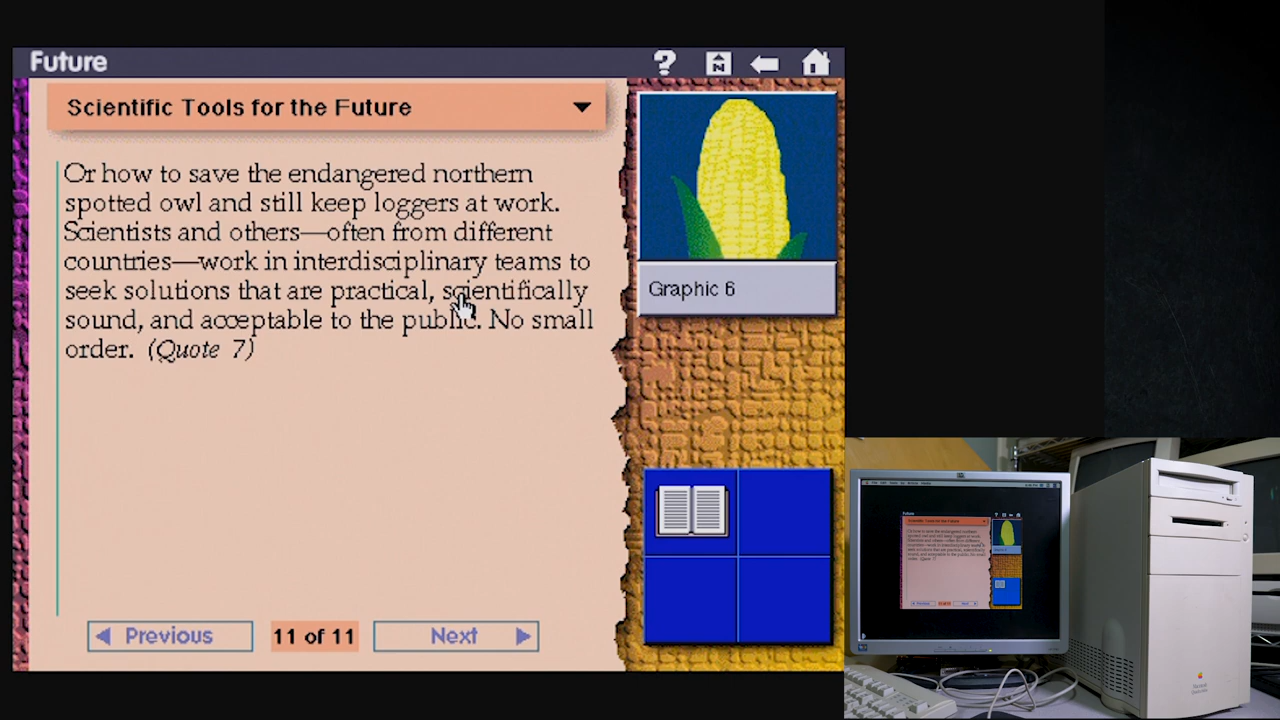 Future
Scientific Tools for the Future
Or how to save the endangered northern
spotted owl and still keep loggers at work.
Scientists and others—often from different
countries—work in interdisciplinary teams to
seek solutions that are practical, scientifically
sound, and acceptable to the public. No small
order. (Quote 7)
Graphic 6
Previous
11 of 11
Next